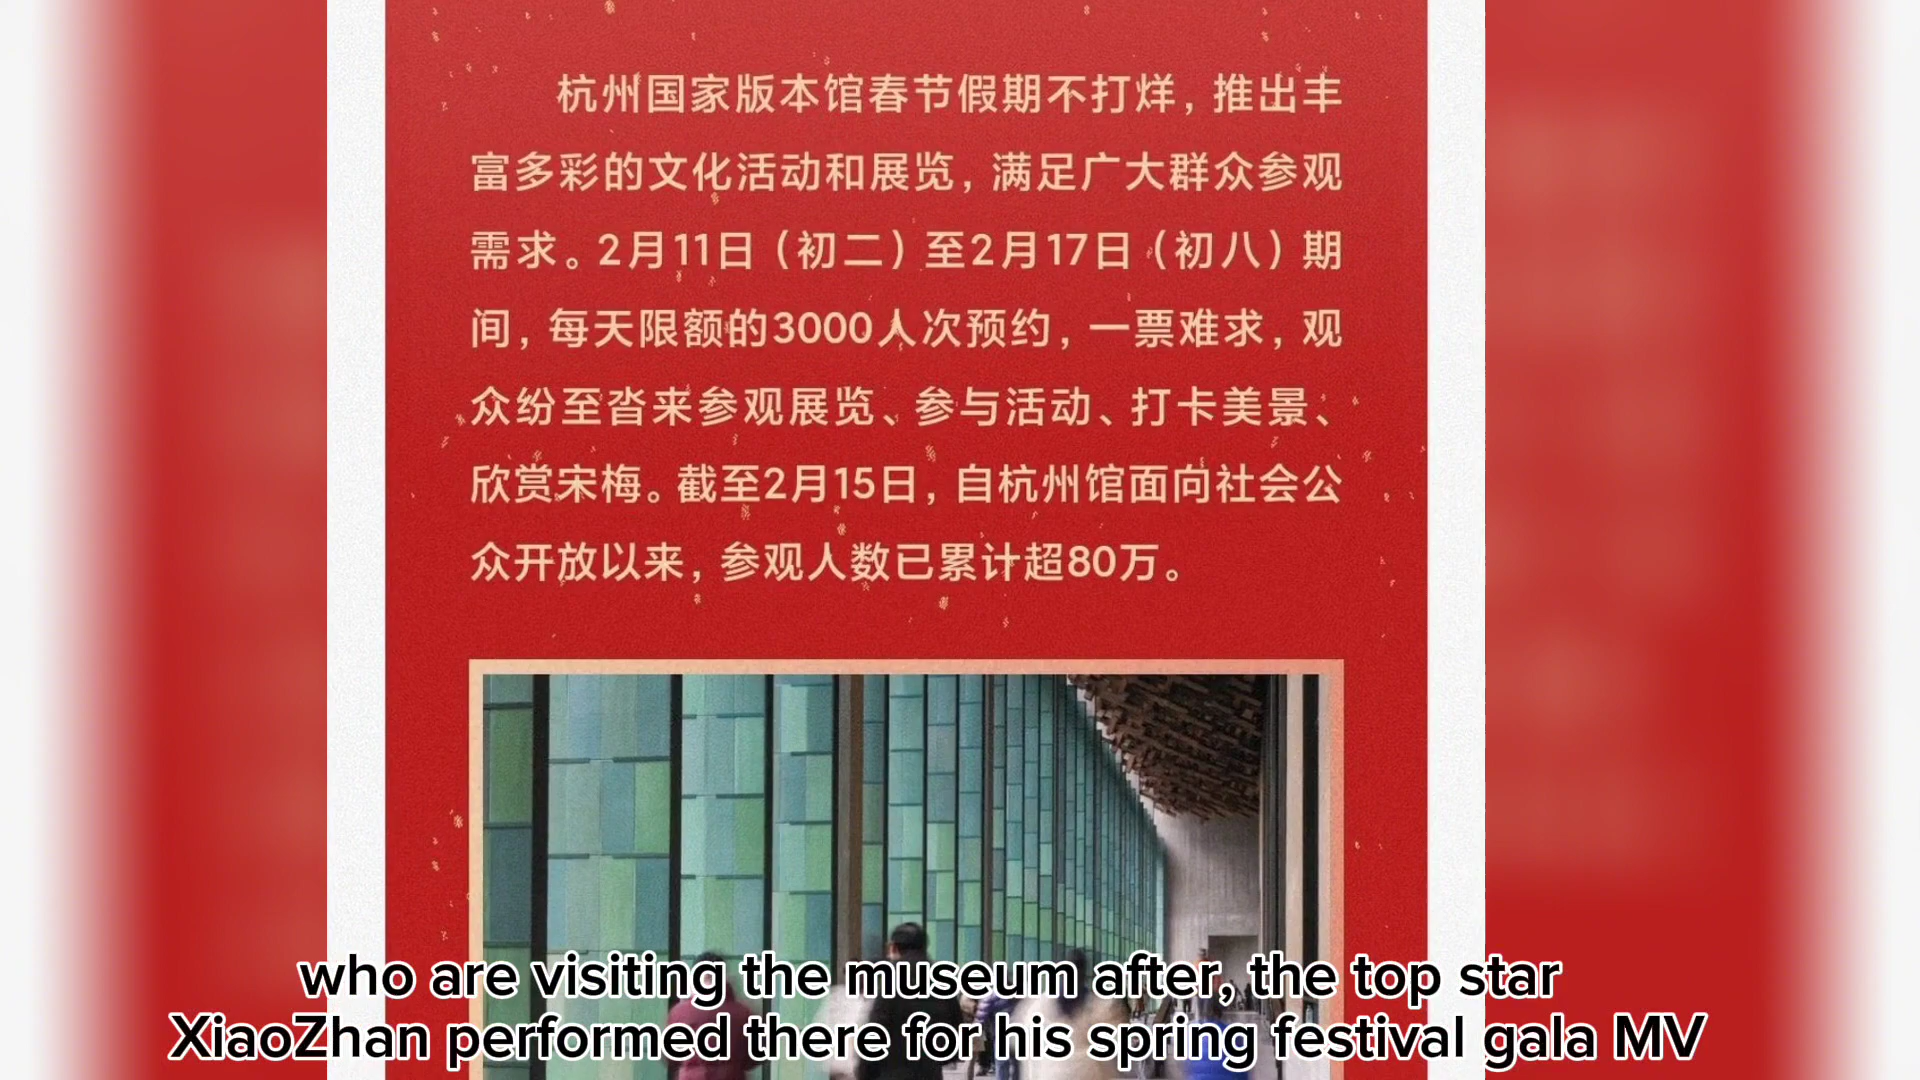 杭州国家版本馆春节假期不打烊，推出丰
富多彩的文化活动和展览，满足广大群众参观
需求。2月11日（初二）至2月17日（初八）期
间，每天限额的3000人次预约，一票难求，观
众纷至沓来参观展览、参与活动、打卡美景、
欣赏宋梅。截至2月15日，自杭州馆面向社会公
众开放以来，参观人数已累计超80万。
who are visiting the museum after, the top star
XiaoZhan performed there for his spring festival gala MV